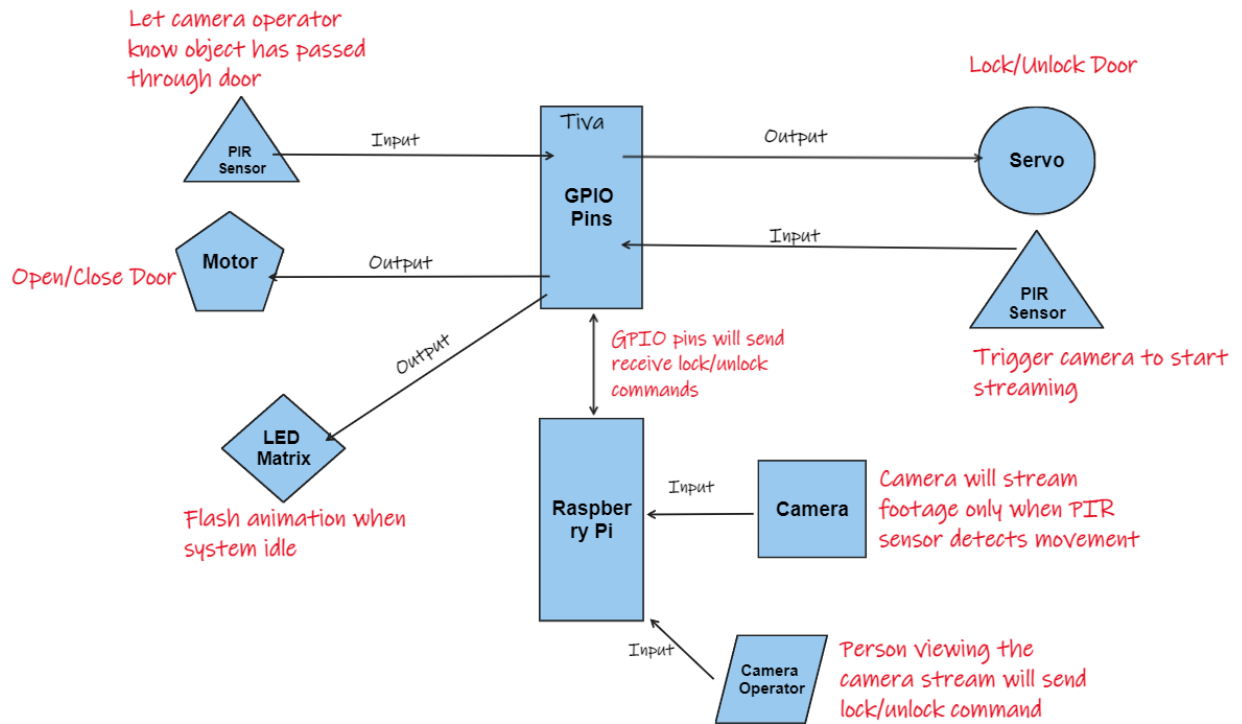 Let camera operator
know object has passed
through door
PIR
Sensor
Input
Tiva
GPIO
Pins
Output
Lock/Unlock Door
Servo
Input
PIR
Sensor
Trigger camera to start
streaming
Motor
Open/Close Door
Output
Output
LED
Matrix
Flash animation when
system idle
GPIO pins will send
receive lock/unlock
commands
Raspber
ry Pi
Input
Camera
Camera will stream
footage only when PIR
sensor detects movement
Input
Camera
Operator
Person viewing the
camera stream will send
lock/unlock command